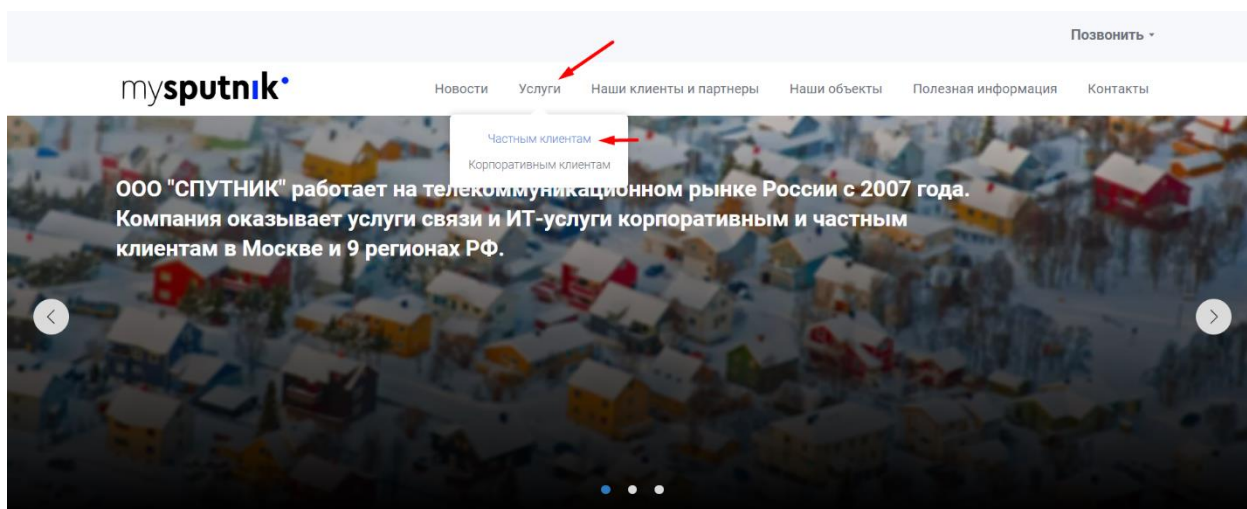 Позвонить
mysputnik
Новости Услуги Наши клиенты и партнеры Наши объекты Полезная информация Контакты
Частным клиентам
Корпоративным клиентам
ООО "СПУТНИК" работает на телекоммуникационном рынке России с 2007 года.
Компания оказывает услуги связи и ИТ-услуги корпоративным и частным
клиентам в Москве и 9 регионах РФ.